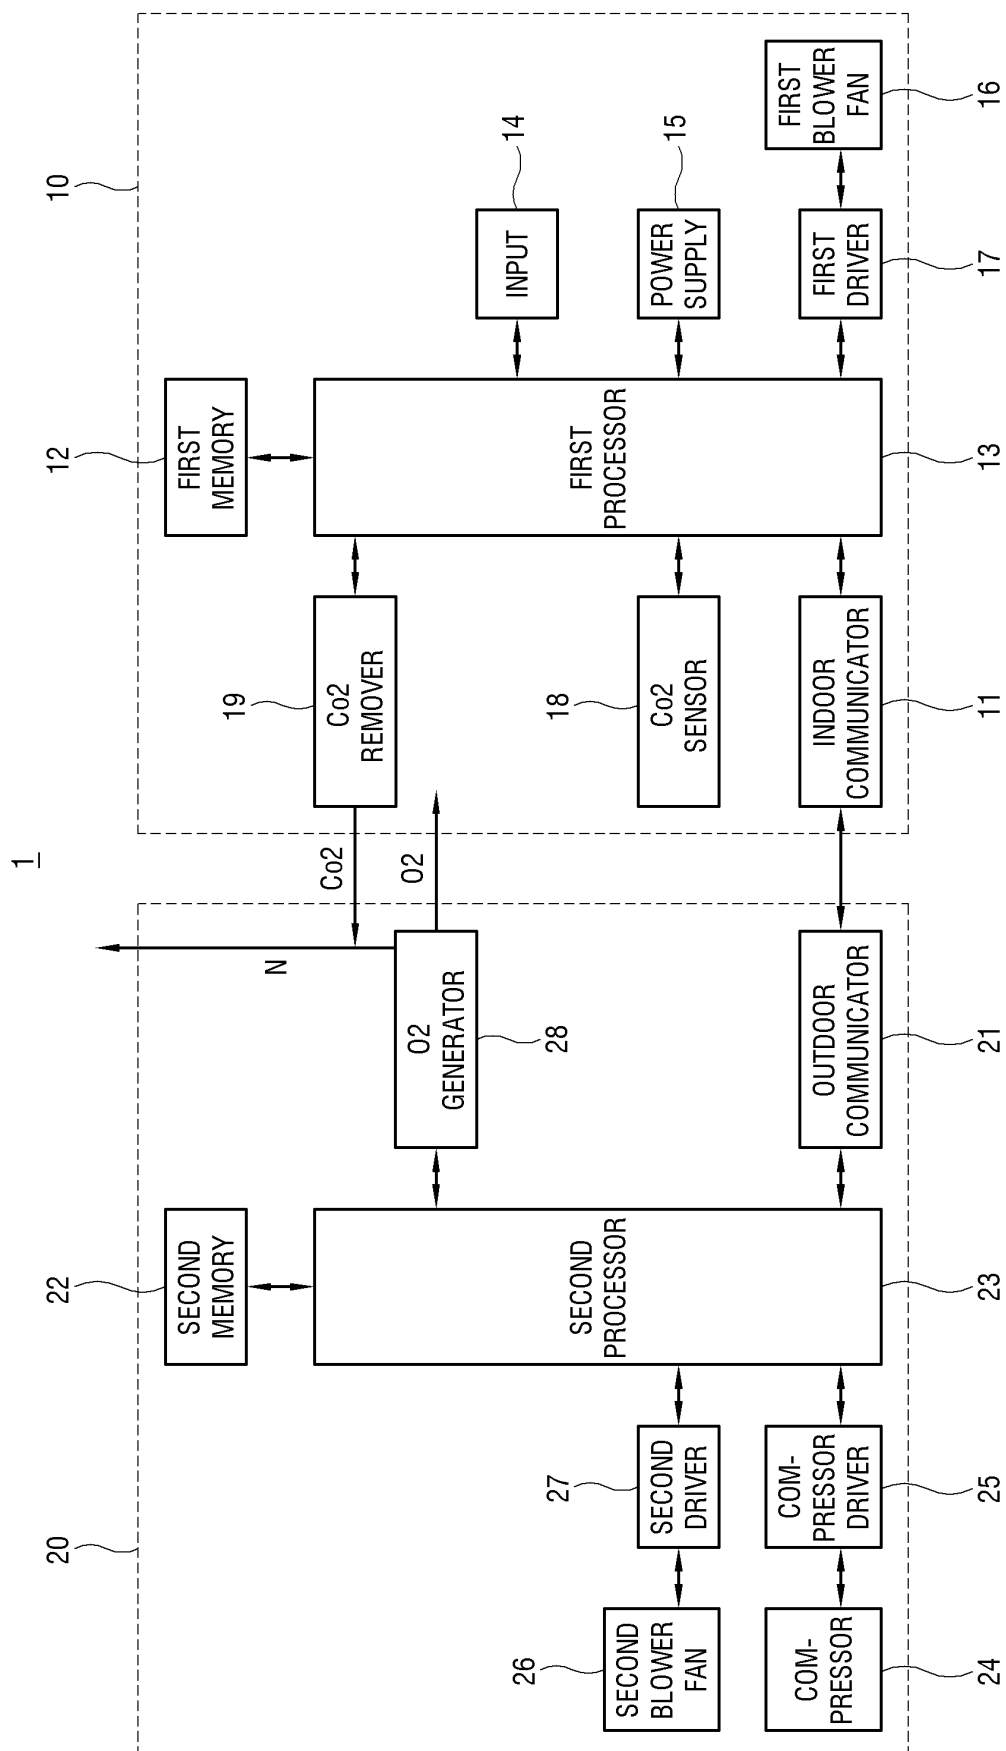 1
20
22
SECOND
MEMORY
N
Co2
O2
10
12
FIRST
MEMORY
19
Co2
REMOVER
O2
GENERATOR
28
14
INPUT
26
SECOND
BLOWER
FAN
27
SECOND
DRIVER
SECOND
PROCESSOR
23
18
Co2
SENSOR
FIRST
PROCESSOR
13
15
POWER
SUPPLY
COM-
PRESSOR
24
COM-
PRESSOR
DRIVER
25
OUTDOOR
COMMUNICATOR
21
INDOOR
COMMUNICATOR
11
FIRST
DRIVER
17
FIRST
BLOWER
FAN
16